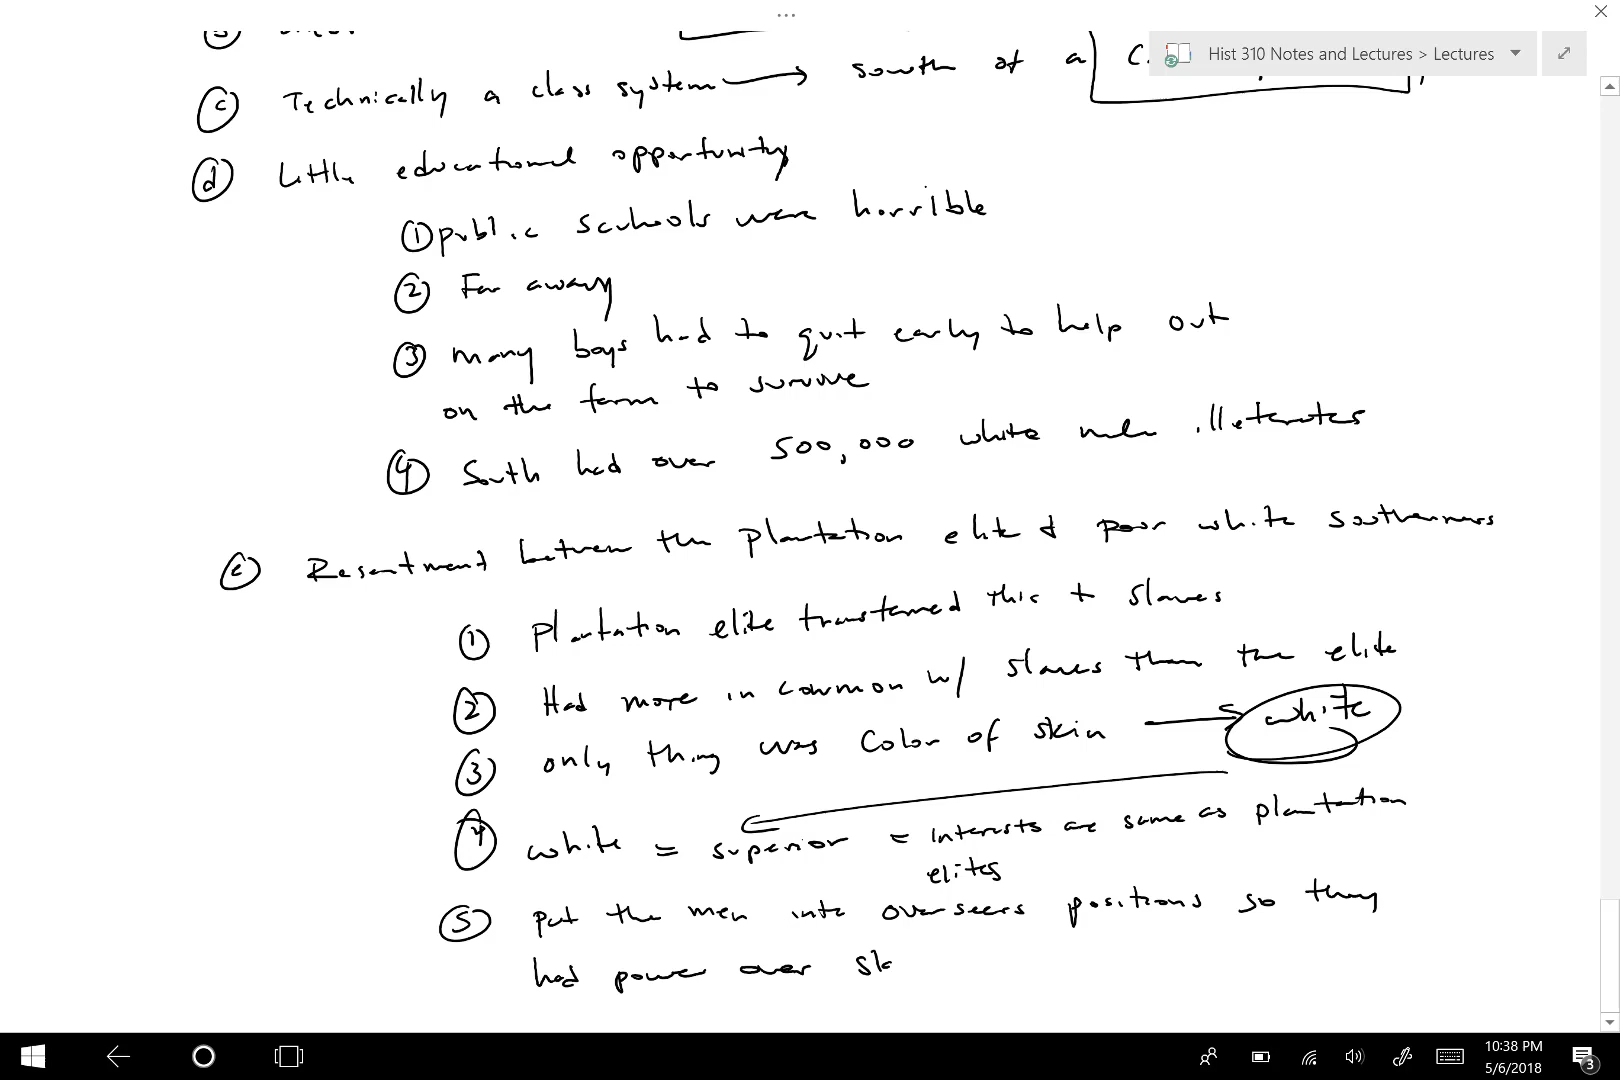 ...
Hist 310 Notes and Lectures > Lectures
(c) Technically a class system → south of a C
(d) Little educational opportunity
(1) public schools were horrible
(2) Far away
(3) many boys had to quit early to help out
on the farm to survive
(4) South had over 500,000 white male illeterates
(e) Resentment between the plantation elite & poor white southerners
(1) Plantation elite transferred this to slaves
(2) Had more in common w/ slaves than the elite
(3) only thing was color of skin → white
(4) white = superior = interests are same as plantation
elites
(5) put the men into overseers positions so they
had power over sla
10:38 PM
5/6/2018
3